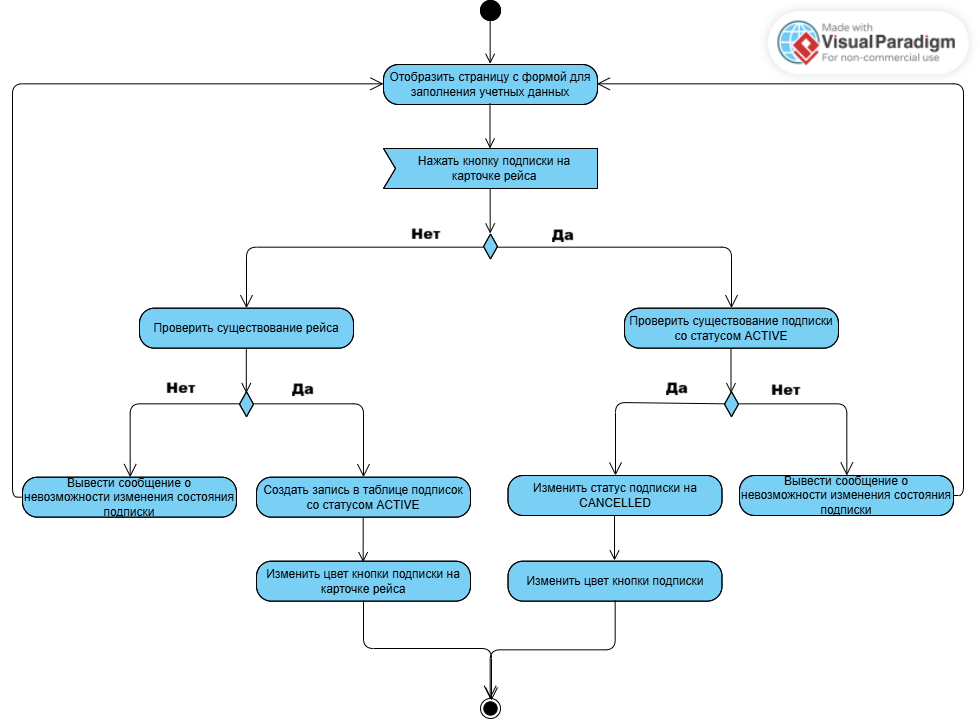 Made with
Visual Paradigm
For non-commercial use
Отобразить страницу с формой для
заполнения учетных данных
Нажать кнопку подписки на
карточке рейса
Нет
Да
Проверить существование рейса
Проверить существование подписки
со статусом ACTIVE
Нет
Да
Да
Нет
Вывести сообщение о
невозможности изменения состояния
подписки
Создать запись в таблице подписок
со статусом ACTIVE
Изменить статус подписки на
CANCELLED
Вывести сообщение о
невозможности изменения состояния
подписки
Изменить цвет кнопки подписки на
карточке рейса
Изменить цвет кнопки подписки